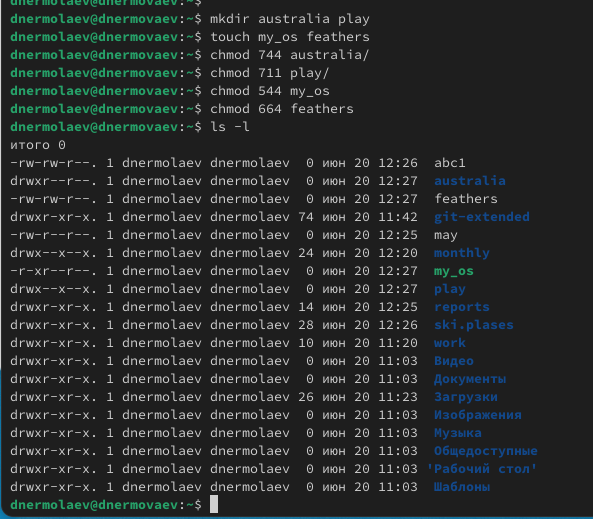 dnermolaev@dnermovaev:~$
dnermolaev@dnermovaev:~$ mkdir australia play
dnermolaev@dnermovaev:~$ touch my_os feathers
dnermolaev@dnermovaev:~$ chmod 744 australia/
dnermolaev@dnermovaev:~$ chmod 711 play/
dnermolaev@dnermovaev:~$ chmod 544 my_os
dnermolaev@dnermovaev:~$ chmod 664 feathers
dnermolaev@dnermovaev:~$ ls -l
итого 0
-rw-rw-r--. 1 dnermolaev dnermolaev  0 июн 20 12:26  abc1
drwxr--r--. 1 dnermolaev dnermolaev  0 июн 20 12:27  australia
-rw-rw-r--. 1 dnermolaev dnermolaev  0 июн 20 12:27  feathers
drwxr-xr-x. 1 dnermolaev dnermolaev 74 июн 20 11:42  git-extended
-rw-r--r--. 1 dnermolaev dnermolaev  0 июн 20 12:25  may
drwx--x--x. 1 dnermolaev dnermolaev 24 июн 20 12:20  monthly
-r-xr--r--. 1 dnermolaev dnermolaev  0 июн 20 12:27  my_os
drwx--x--x. 1 dnermolaev dnermolaev  0 июн 20 12:27  play
drwxr-xr-x. 1 dnermolaev dnermolaev 14 июн 20 12:25  reports
drwxr-xr-x. 1 dnermolaev dnermolaev 28 июн 20 12:26  ski.plases
drwxr-xr-x. 1 dnermolaev dnermolaev 10 июн 20 11:20  work
drwxr-xr-x. 1 dnermolaev dnermolaev  0 июн 20 11:03  Видео
drwxr-xr-x. 1 dnermolaev dnermolaev  0 июн 20 11:03  Документы
drwxr-xr-x. 1 dnermolaev dnermolaev 26 июн 20 11:23  Загрузки
drwxr-xr-x. 1 dnermolaev dnermolaev  0 июн 20 11:03  Изображения
drwxr-xr-x. 1 dnermolaev dnermolaev  0 июн 20 11:03  Музыка
drwxr-xr-x. 1 dnermolaev dnermolaev  0 июн 20 11:03  Общедоступные
drwxr-xr-x. 1 dnermolaev dnermolaev  0 июн 20 11:03 'Рабочий стол'
drwxr-xr-x. 1 dnermolaev dnermolaev  0 июн 20 11:03  Шаблоны
dnermolaev@dnermovaev:~$